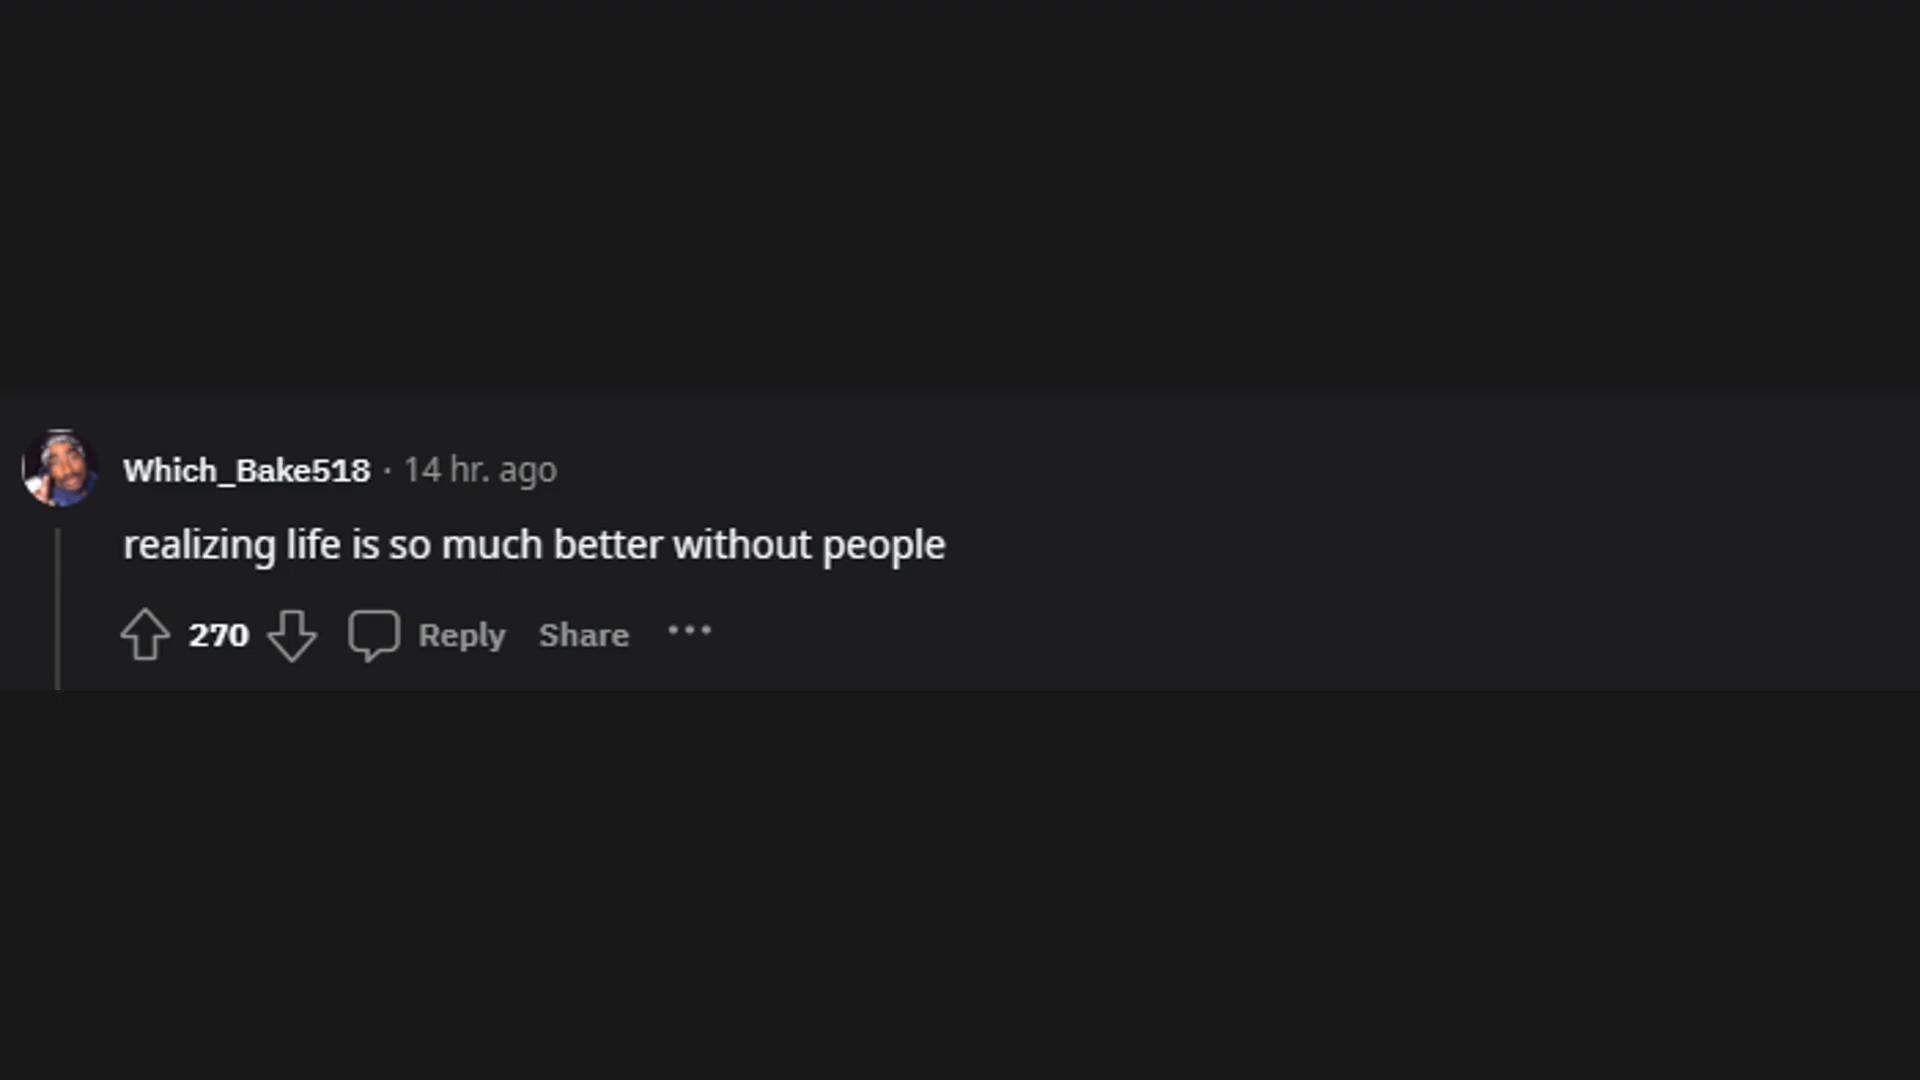 Which_Bake518 · 14 hr. ago
realizing life is so much better without people
270 Reply Share ···